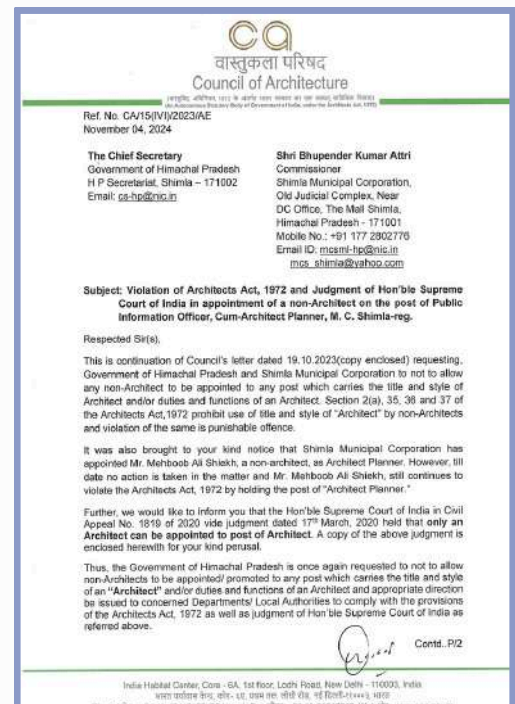 ca
वास्तुकला परिषद
Council of Architecture
(An Autonomous Statutory Body of Government of India, under the Architects Act, 1972)
Ref. No. CA/15(IVI)/2023/AE
November 04, 2024
The Chief Secretary
Government of Himachal Pradesh
H P Secretariat, Shimla – 171002
Email: cs-hp@nic.in
Shri Bhupender Kumar Attri
Commissioner
Shimla Municipal Corporation,
Old Judicial Complex, Near
DC Office, The Mall Shimla,
Himachal Pradesh - 171001
Mobile No.: +91 177 2802776
Email ID: mcsml-hp@nic.in
mcs_shimla@yahoo.com
Subject: Violation of Architects Act, 1972 and Judgment of Hon'ble Supreme
Court of India in appointment of a non-Architect on the post of Public
Information Officer, Cum-Architect Planner, M. C. Shimla-reg.
Respected Sir(s),
This is continuation of Council's letter dated 19.10.2023(copy enclosed) requesting,
Government of Himachal Pradesh and Shimla Municipal Corporation to not to allow
any non-Architect to be appointed to any post which carries the title and style of
Architect and/or duties and functions of an Architect. Section 2(a), 35, 36 and 37 of
the Architects Act,1972 prohibit use of title and style of "Architect" by non-Architects
and violation of the same is punishable offence.
It was also brought to your kind notice that Shimla Municipal Corporation has
appointed Mr. Mehboob Ali Shiekh, a non-architect, as Architect Planner. However, till
date no action is taken in the matter and Mr. Mehboob Ali Shiekh, still continues to
violate the Architects Act, 1972 by holding the post of "Architect Planner."
Further, we would like to inform you that the Hon'ble Supreme Court of India in Civil
Appeal No. 1819 of 2020 vide judgment dated 17th March, 2020 held that only an
Architect can be appointed to post of Architect. A copy of the above judgment is
enclosed herewith for your kind perusal.
Thus, the Government of Himachal Pradesh is once again requested to not to allow
non-Architects to be appointed/ promoted to any post which carries the title and style
of an "Architect" and/or duties and functions of an Architect and appropriate direction
be issued to concerned Departments/ Local Authorities to comply with the provisions
of the Architects Act, 1972 as well as judgment of Hon'ble Supreme Court of India as
referred above.
Contd..P/2
India Habitat Center, Core - 6A, 1st floor, Lodhi Road, New Delhi - 110003, India